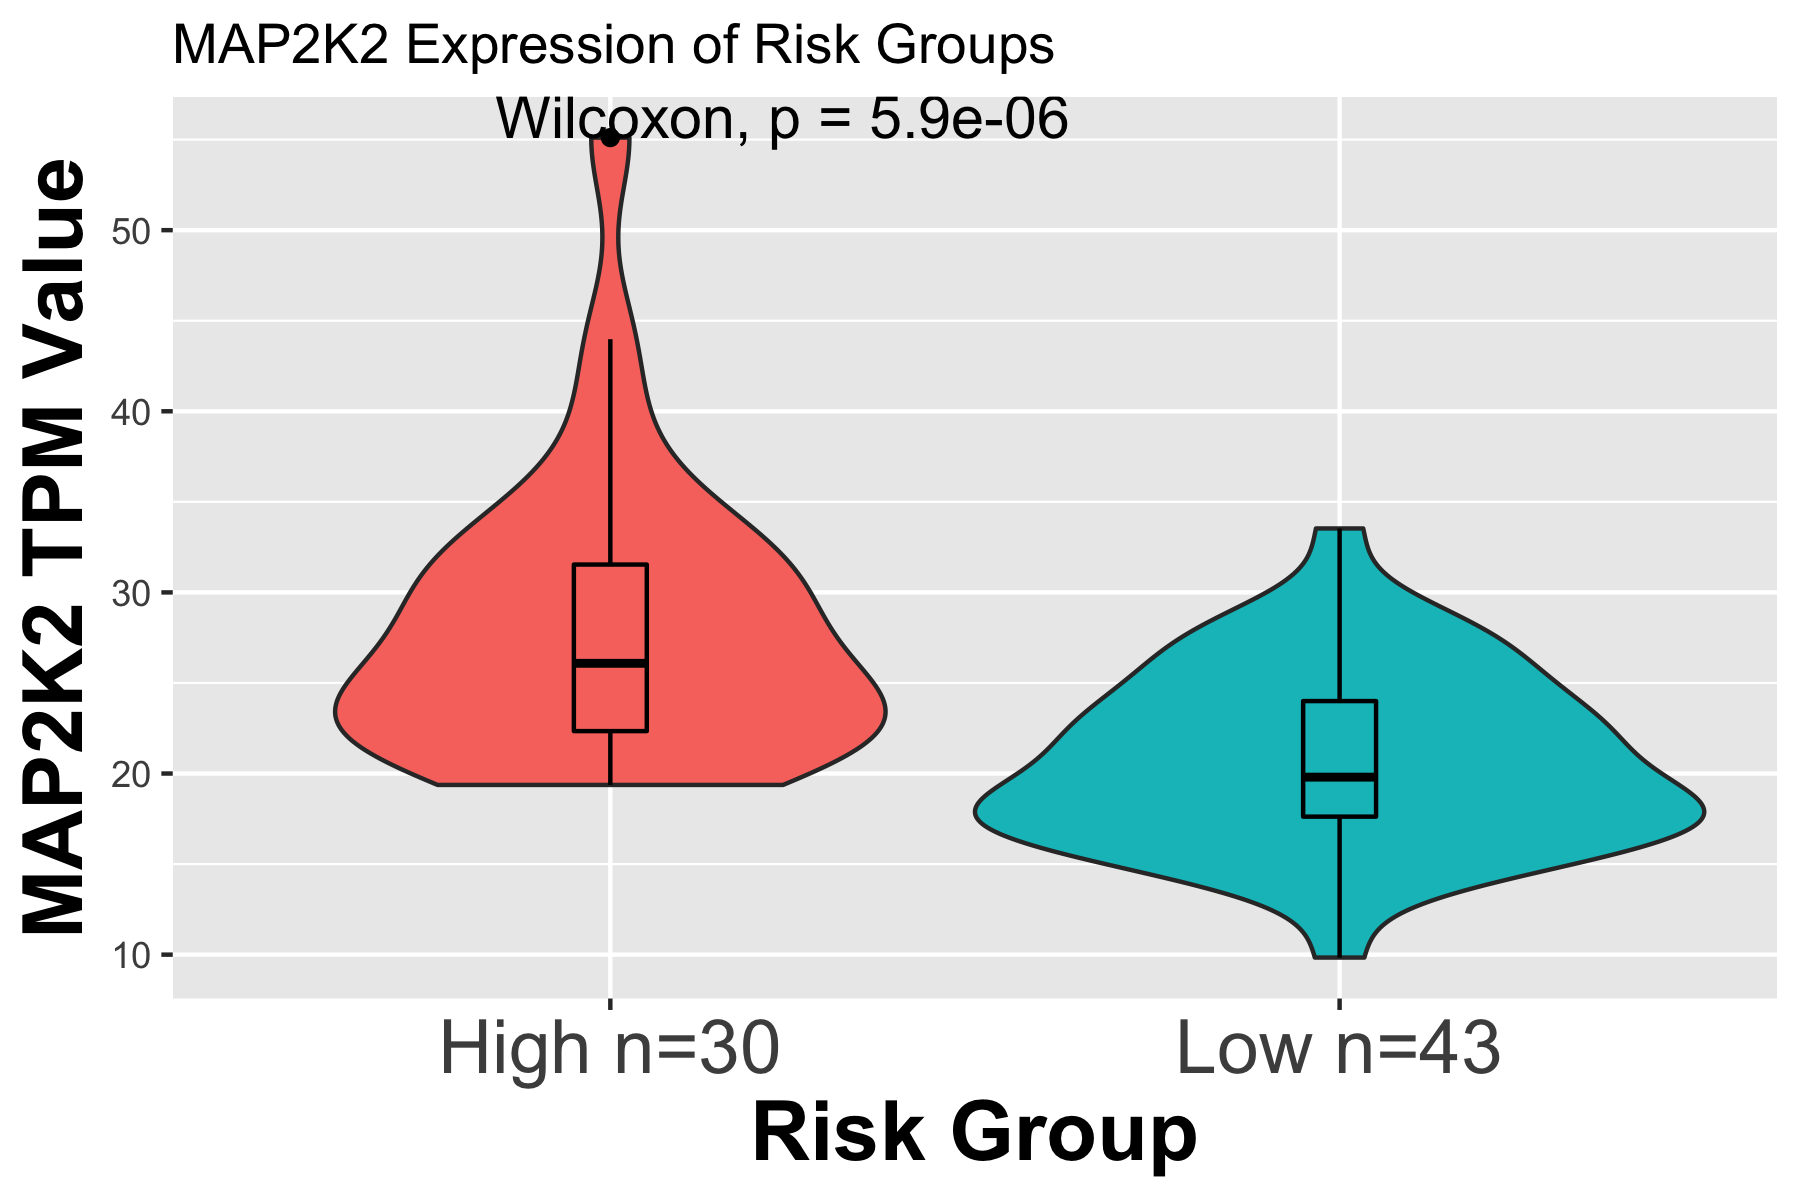 MAP2K2 Expression of Risk Groups
Wilcoxon, p = 5.9e-06
MAP2K2 TPM Value
50
40
30
20
10
High n=30
Low n=43
Risk Group